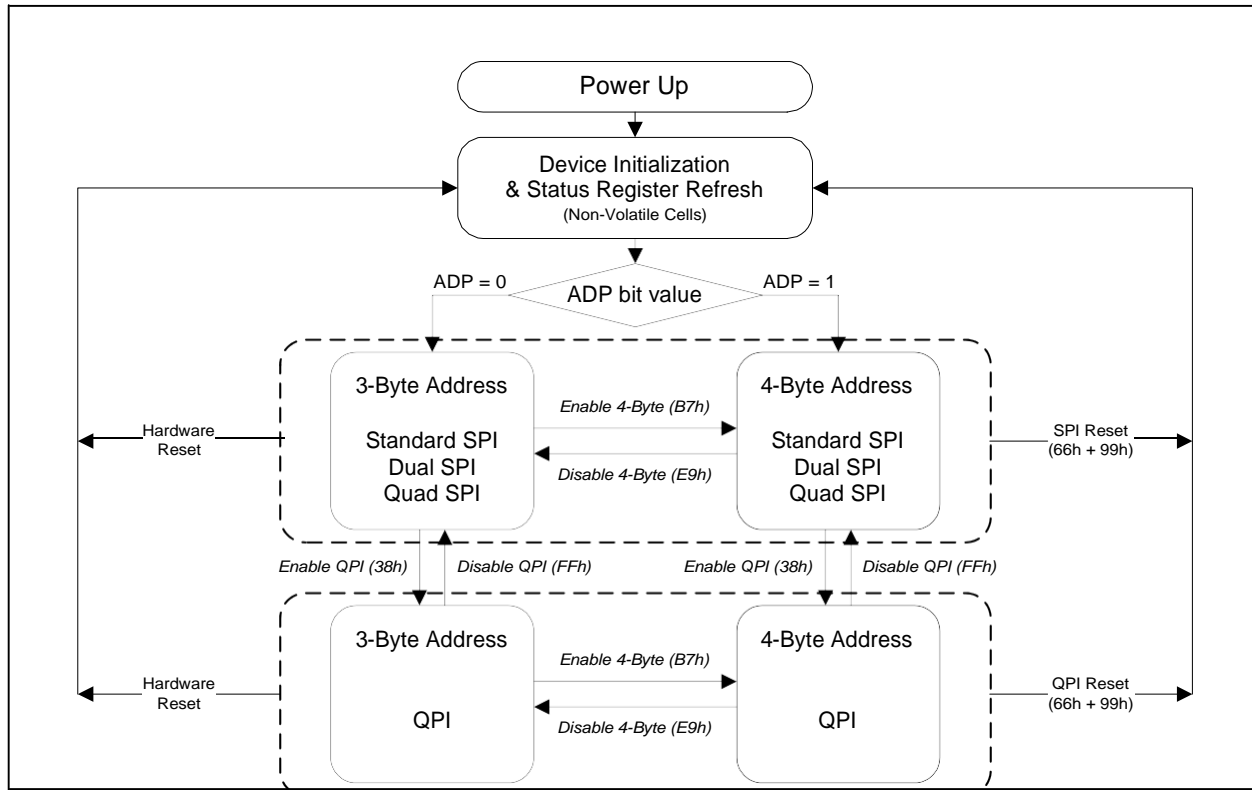 Power Up
Device Initialization
& Status Register Refresh
(Non-Volatile Cells)
ADP = 0
ADP bit value
ADP = 1
3-Byte Address
Standard SPI
Dual SPI
Quad SPI
Enable 4-Byte (B7h)
Disable 4-Byte (E9h)
4-Byte Address
Standard SPI
Dual SPI
Quad SPI
Hardware
Reset
SPI Reset
(66h + 99h)
Enable QPI (38h)
Disable QPI (FFh)
Enable QPI (38h)
Disable QPI (FFh)
3-Byte Address
QPI
Enable 4-Byte (B7h)
Disable 4-Byte (E9h)
4-Byte Address
QPI
Hardware
Reset
QPI Reset
(66h + 99h)